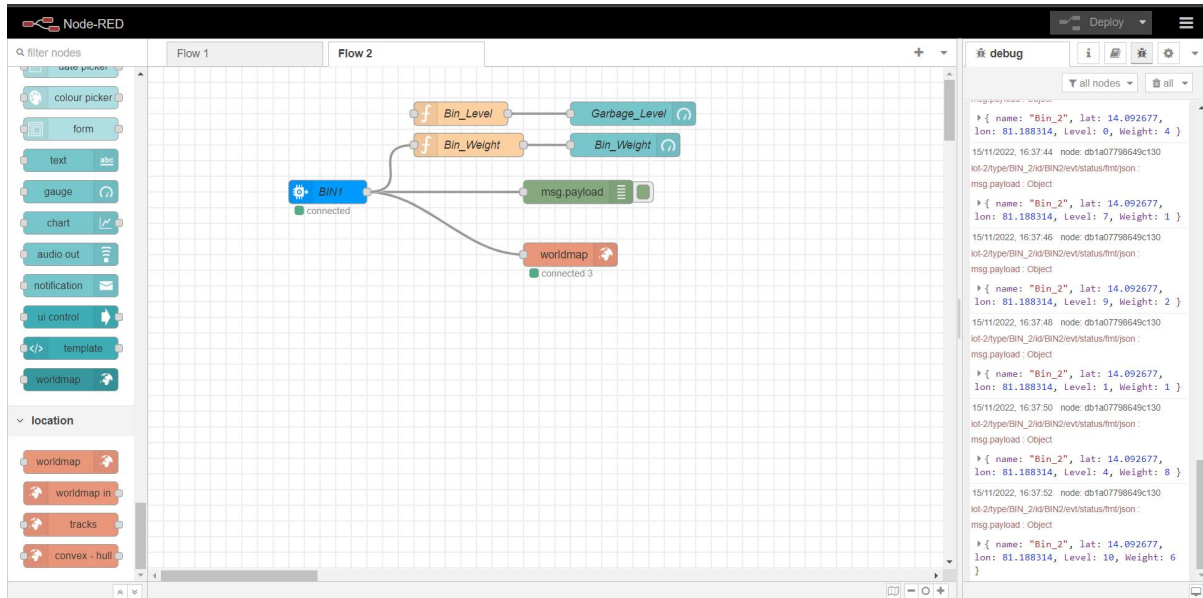 Node-RED
Deploy
filter nodes
Flow 1
Flow 2
debug
all nodes
all
date picker
colour picker
form
text
abc
gauge
chart
audio out
notification
ui control
template
worldmap
location
worldmap
worldmap in
tracks
convex - hull
Bin_Level
Garbage_Level
Bin_Weight
Bin_Weight
BIN1
connected
msg.payload
worldmap
connected 3
msg.payload : Object
{ name: "Bin_2", lat: 14.092677,
lon: 81.188314, Level: 0, Weight: 4 }
15/11/2022, 16:37:44 node: db1a07798649c130
iot-2/type/BIN_2/id/BIN2/evt/status/fmt/json :
msg.payload : Object
{ name: "Bin_2", lat: 14.092677,
lon: 81.188314, Level: 7, Weight: 1 }
15/11/2022, 16:37:46 node: db1a07798649c130
iot-2/type/BIN_2/id/BIN2/evt/status/fmt/json :
msg.payload : Object
{ name: "Bin_2", lat: 14.092677,
lon: 81.188314, Level: 9, Weight: 2 }
15/11/2022, 16:37:48 node: db1a07798649c130
iot-2/type/BIN_2/id/BIN2/evt/status/fmt/json :
msg.payload : Object
{ name: "Bin_2", lat: 14.092677,
lon: 81.188314, Level: 1, Weight: 1 }
15/11/2022, 16:37:50 node: db1a07798649c130
iot-2/type/BIN_2/id/BIN2/evt/status/fmt/json :
msg.payload : Object
{ name: "Bin_2", lat: 14.092677,
lon: 81.188314, Level: 4, Weight: 8 }
15/11/2022, 16:37:52 node: db1a07798649c130
iot-2/type/BIN_2/id/BIN2/evt/status/fmt/json :
msg.payload : Object
{ name: "Bin_2", lat: 14.092677,
lon: 81.188314, Level: 10, Weight: 6
}